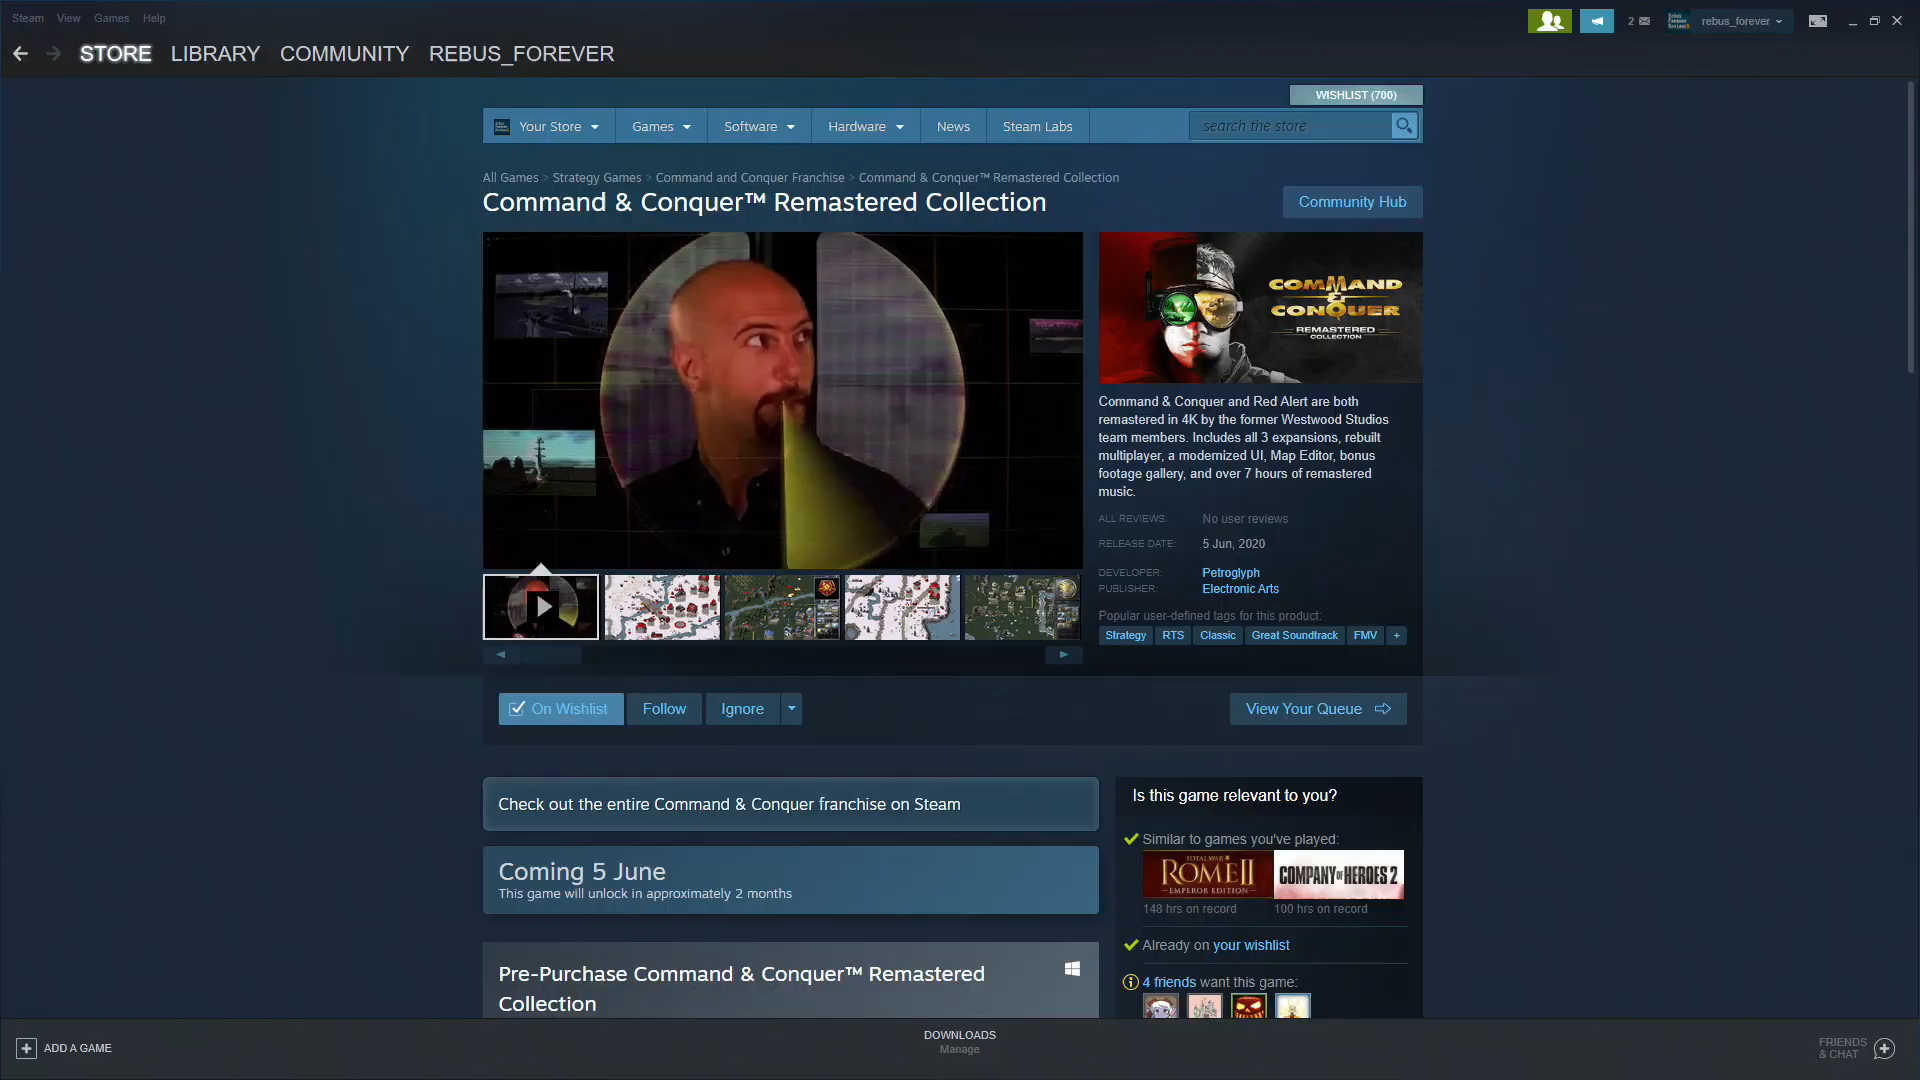 Steam View Games Help
2
rebus_forever
STORE LIBRARY COMMUNITY REBUS_FOREVER
WISHLIST (700)
Your Store Games Software Hardware News Steam Labs
search the store
All Games > Strategy Games > Command and Conquer Franchise > Command & Conquer™ Remastered Collection
Command & Conquer™ Remastered Collection
Community Hub
COMMAND
&
CONQUER
REMASTERED
COLLECTION
Command & Conquer and Red Alert are both
remastered in 4K by the former Westwood Studios
team members. Includes all 3 expansions, rebuilt
multiplayer, a modernized UI, Map Editor, bonus
footage gallery, and over 7 hours of remastered
music.
ALL REVIEWS: No user reviews
RELEASE DATE: 5 Jun, 2020
DEVELOPER: Petroglyph
PUBLISHER: Electronic Arts
Popular user-defined tags for this product:
Strategy RTS Classic Great Soundtrack FMV +
On Wishlist Follow Ignore
View Your Queue
Check out the entire Command & Conquer franchise on Steam
Coming 5 June
This game will unlock in approximately 2 months
Pre-Purchase Command & Conquer™ Remastered
Collection
Is this game relevant to you?
Similar to games you've played:
TOTAL WAR
ROME II
EMPEROR EDITION
COMPANY OF HEROES 2
148 hrs on record 100 hrs on record
Already on your wishlist
4 friends want this game:
ADD A GAME
DOWNLOADS
Manage
FRIENDS
& CHAT